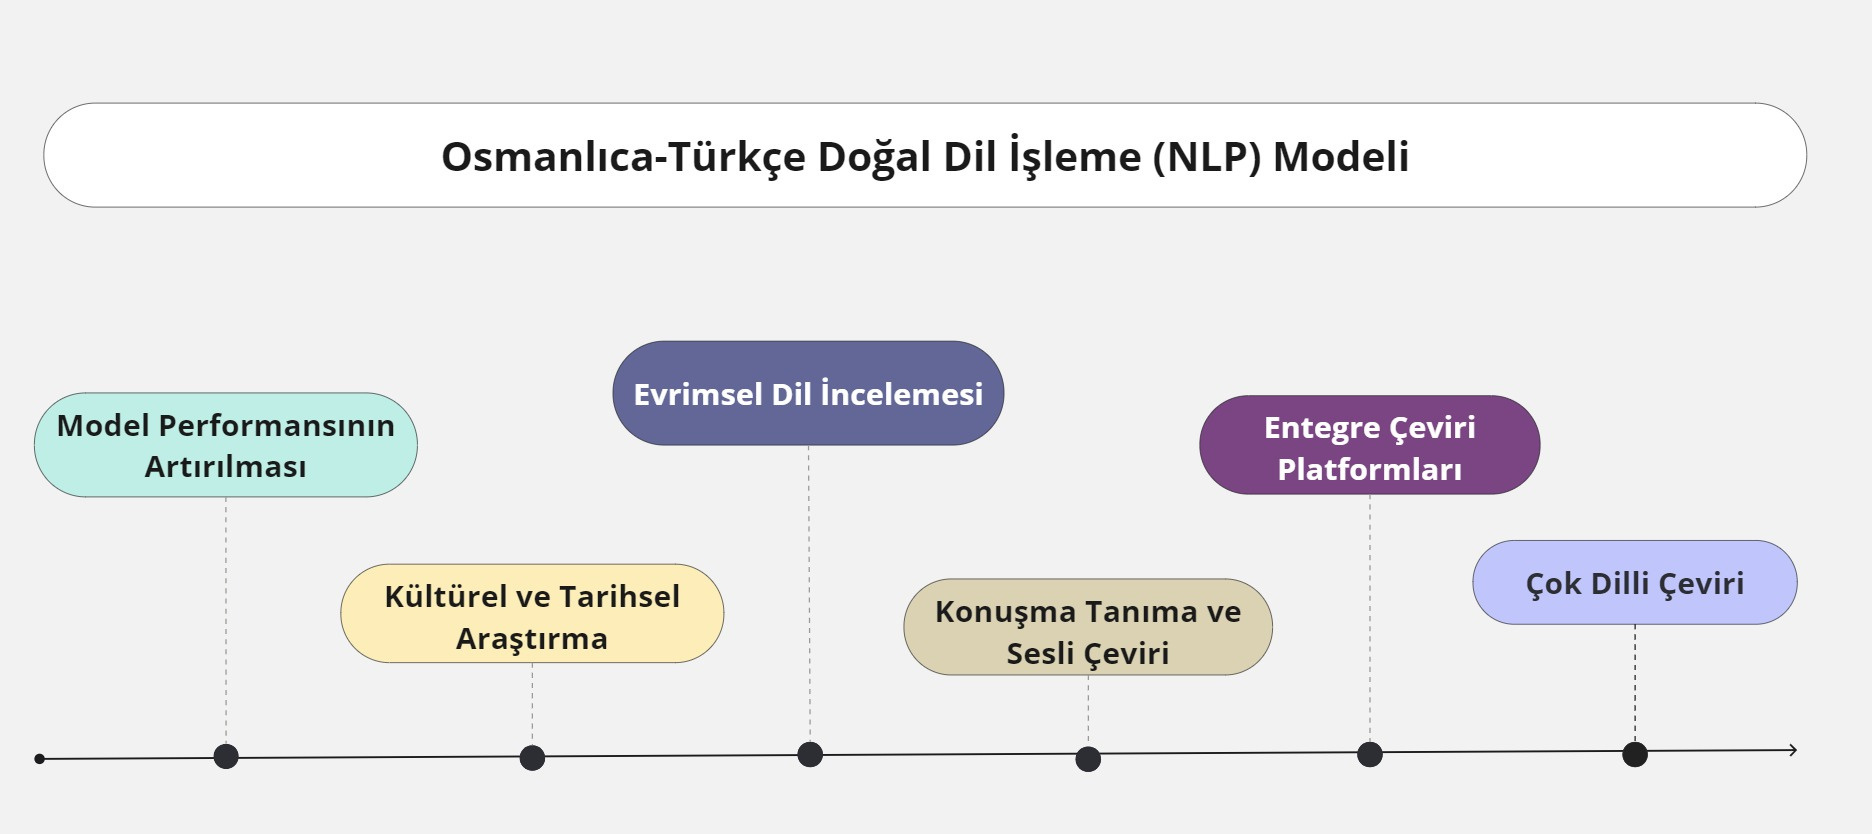 Osmanlıca-Türkçe Doğal Dil İşleme (NLP) Modeli
Model Performansının
Artırılması
Kültürel ve Tarihsel
Araştırma
Evrimsel Dil İncelemesi
Konuşma Tanıma ve
Sesli Çeviri
Entegre Çeviri
Platformları
Çok Dilli Çeviri